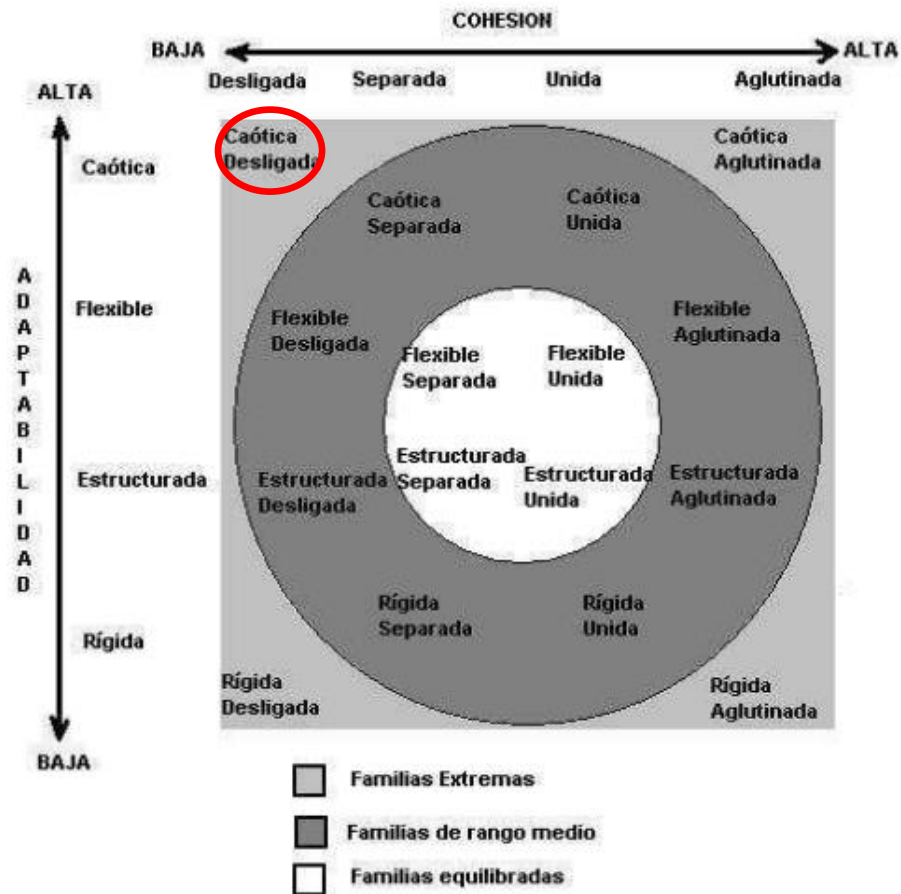 COHESION
BAJA ALTA
Desligada Separada Unida Aglutinada
ALTA
Caótica
Desligada
Caótica
Aglutinada
Caótica
Caótica
Separada
Caótica
Unida
ADAPTABILIDAD
Flexible
Flexible
Desligada
Flexible
Separada
Flexible
Unida
Flexible
Aglutinada
Estructurada
Estructurada
Desligada
Estructurada
Separada
Estructurada
Unida
Estructurada
Aglutinada
Rígida
Rígida
Separada
Rígida
Unida
Rígida
Desligada
Rígida
Aglutinada
BAJA
Familias Extremas
Familias de rango medio
Familias equilibradas